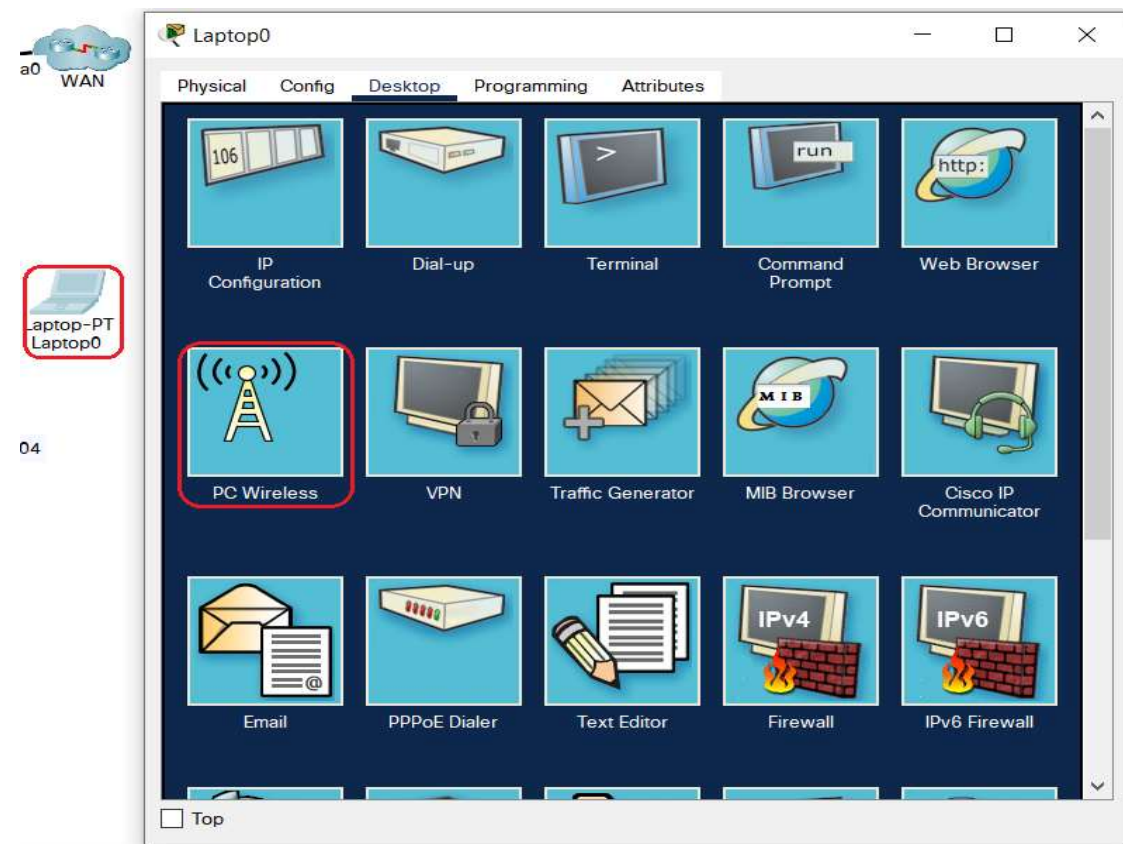 a0
WAN
Laptop0
Physical Config Desktop Programming Attributes
106
>
run
http:
IP
Configuration
Dial-up
Terminal
Command
Prompt
Web Browser
Laptop-PT
Laptop0
MIB
04
PC Wireless
VPN
Traffic Generator
MIB Browser
Cisco IP
Communicator
@
IPv4
IPv6
Email
PPPoE Dialer
Text Editor
Firewall
IPv6 Firewall
Top